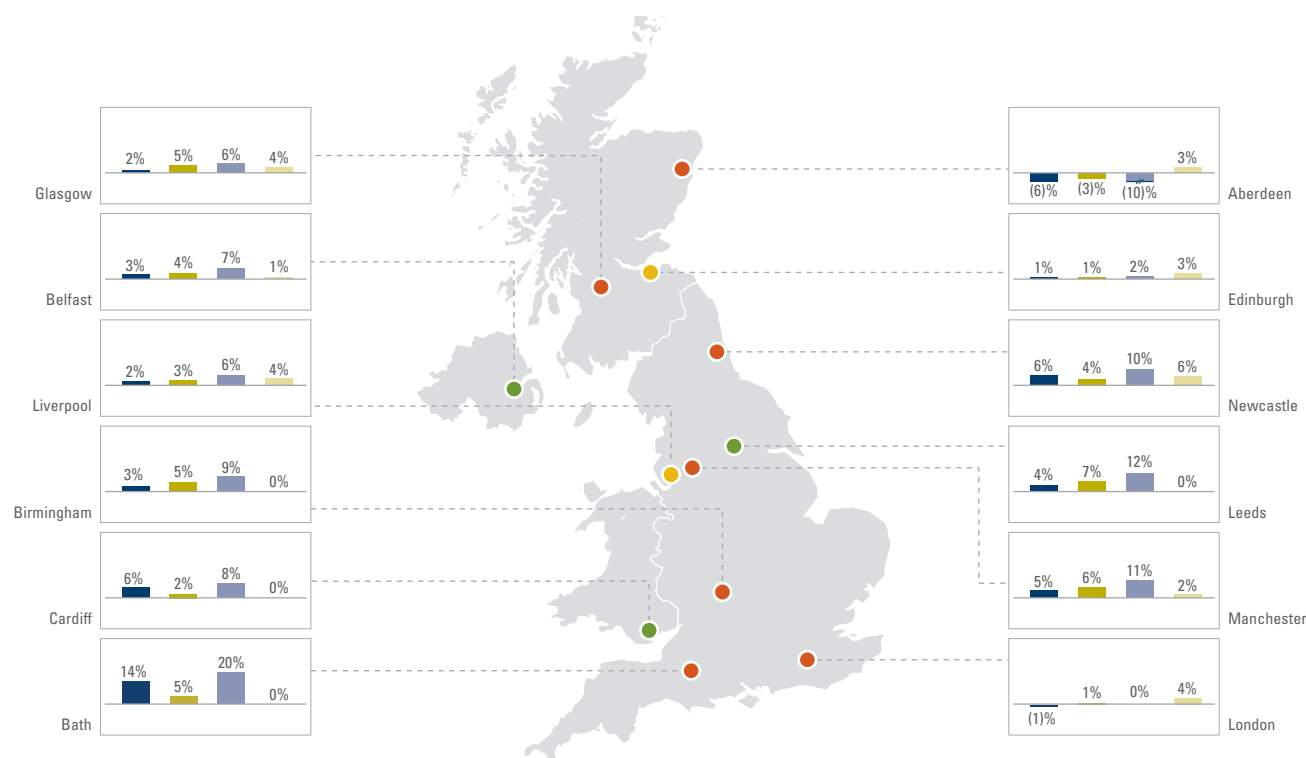 2% 5% 6% 4%
Glasgow
3% 4% 7% 1%
Belfast
2% 3% 6% 4%
Liverpool
3% 5% 9% 0%
Birmingham
6% 2% 8% 0%
Cardiff
14% 5% 20% 0%
Bath
(6)% (3)% (10)% 3%
Aberdeen
1% 1% 2% 3%
Edinburgh
6% 4% 10% 6%
Newcastle
4% 7% 12% 0%
Leeds
5% 6% 11% 2%
Manchester
(1)% 1% 0% 4%
London